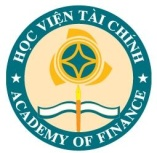 HỌC VIỆN TÀI CHÍNH
ACADEMY OF FINANCE